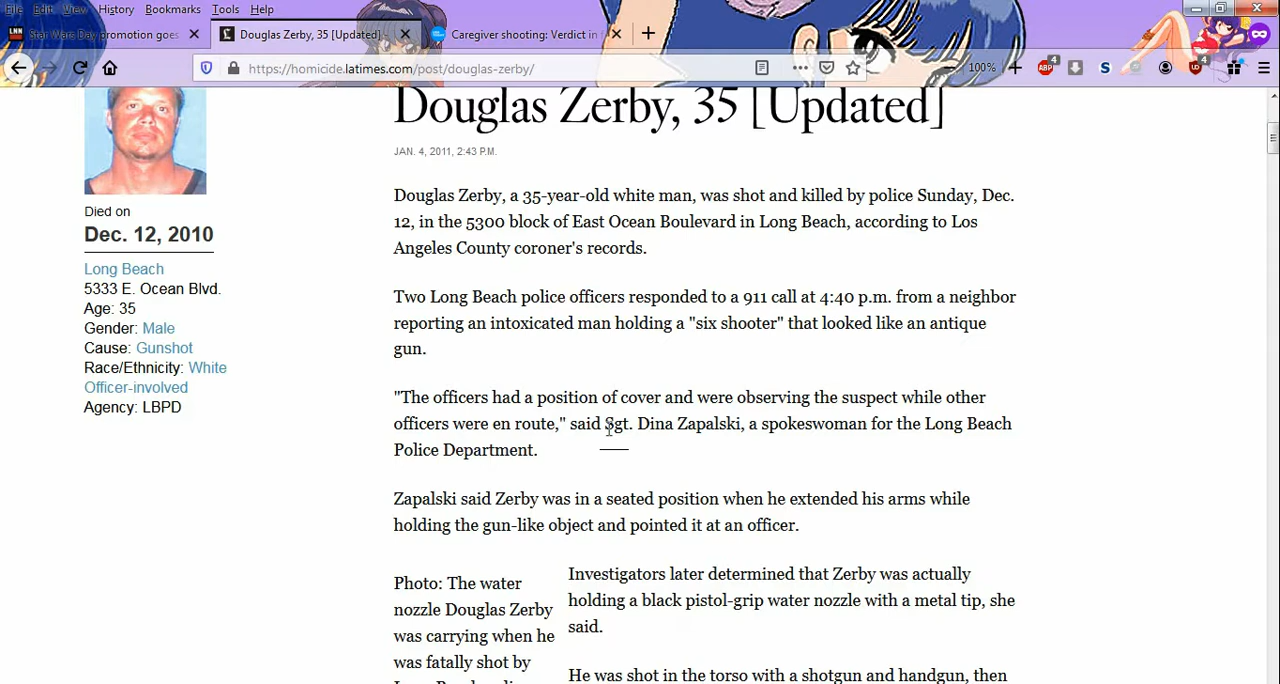 File Edit View History Bookmarks Tools Help
LNN Star Wars Day promotion goes
Douglas Zerby, 35 [Updated] -
Caregiver shooting: Verdict in
https://homicide.latimes.com/post/douglas-zerby/
100%
ABP 4
S
UD 4
Douglas Zerby, 35 [Updated]
JAN. 4, 2011, 2:43 P.M.
Died on
Dec. 12, 2010
Long Beach
5333 E. Ocean Blvd.
Age: 35
Gender: Male
Cause: Gunshot
Race/Ethnicity: White
Officer-involved
Agency: LBPD
Douglas Zerby, a 35-year-old white man, was shot and killed by police Sunday, Dec.
12, in the 5300 block of East Ocean Boulevard in Long Beach, according to Los
Angeles County coroner's records.
Two Long Beach police officers responded to a 911 call at 4:40 p.m. from a neighbor
reporting an intoxicated man holding a "six shooter" that looked like an antique
gun.
"The officers had a position of cover and were observing the suspect while other
officers were en route," said Sgt. Dina Zapalski, a spokeswoman for the Long Beach
Police Department.
Zapalski said Zerby was in a seated position when he extended his arms while
holding the gun-like object and pointed it at an officer.
Photo: The water
nozzle Douglas Zerby
was carrying when he
was fatally shot by
Investigators later determined that Zerby was actually
holding a black pistol-grip water nozzle with a metal tip, she
said.
He was shot in the torso with a shotgun and handgun, then